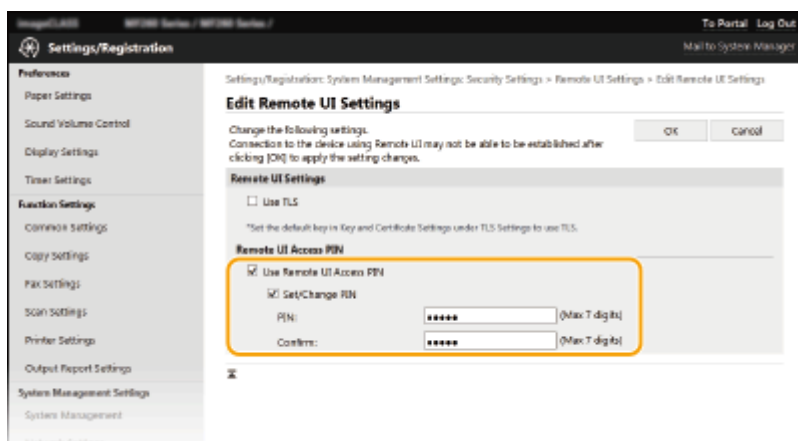 To Portal Log Out
Settings/Registration
Mail to System Manager
Preferences
Paper Settings
Sound Volume Control
Display Settings
Timer Settings
Function Settings
Common Settings
Copy Settings
Fax Settings
Scan Settings
Printer Settings
Output Report Settings
System Management Settings
System Management
Settings/Registration: System Management Settings: Security Settings > Remote UI Settings > Edit Remote UI Settings
Edit Remote UI Settings
Change the following settings.
Connection to the device using Remote UI may not be able to be established after
clicking [OK] to apply the setting changes.
OK Cancel
Remote UI Settings
Use TLS
*Set the default key in Key and Certificate Settings under TLS Settings to use TLS.
Remote UI Access PIN
Use Remote UI Access PIN
Set/Change PIN
PIN: ••••• (Max 7 digits)
Confirm: ••••• (Max 7 digits)